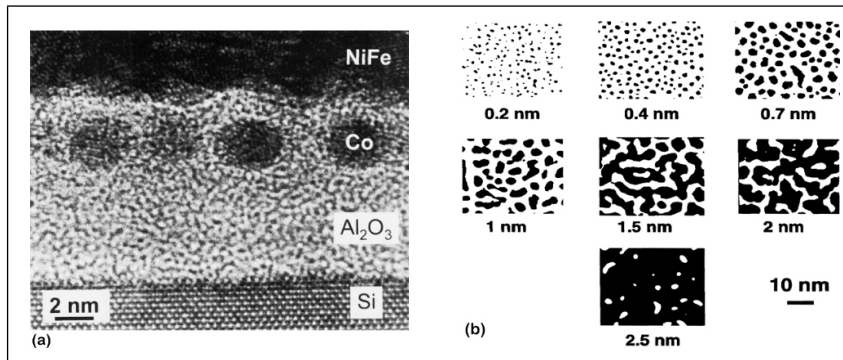 NiFe
Co
Al₂O₃
Si
2 nm
(a)
0.2 nm
0.4 nm
0.7 nm
1 nm
1.5 nm
2 nm
2.5 nm
10 nm
(b)